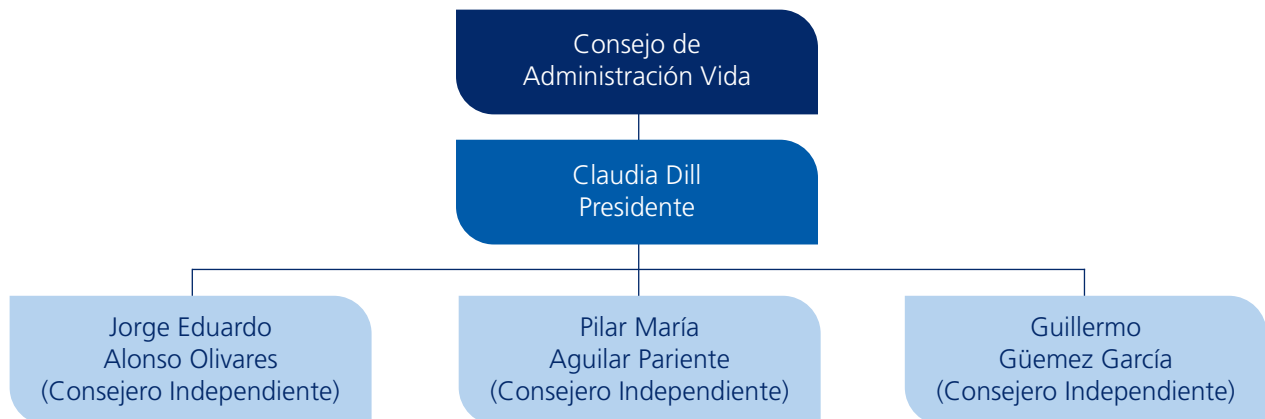 Consejo de
Administración Vida
Claudia Dill
Presidente
Jorge Eduardo
Alonso Olivares
(Consejero Independiente)
Pilar María
Aguilar Pariente
(Consejero Independiente)
Guillermo
Güemez García
(Consejero Independiente)